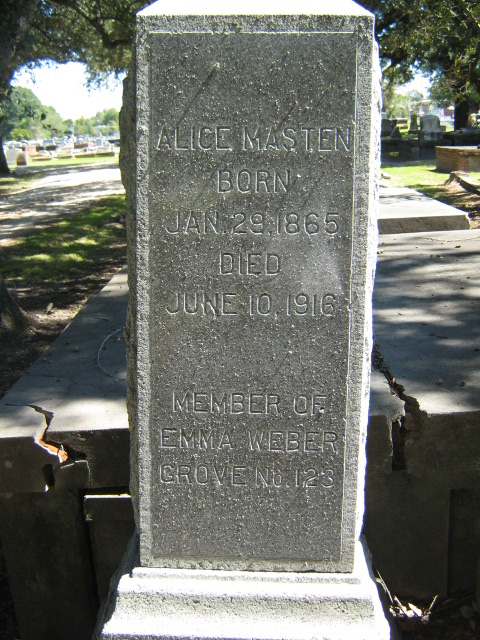 ALICE MASTEN
BORN
JAN. 29, 1865
DIED
JUNE 10, 1916
MEMBER OF
EMMA WEBER
GROVE NO. 123